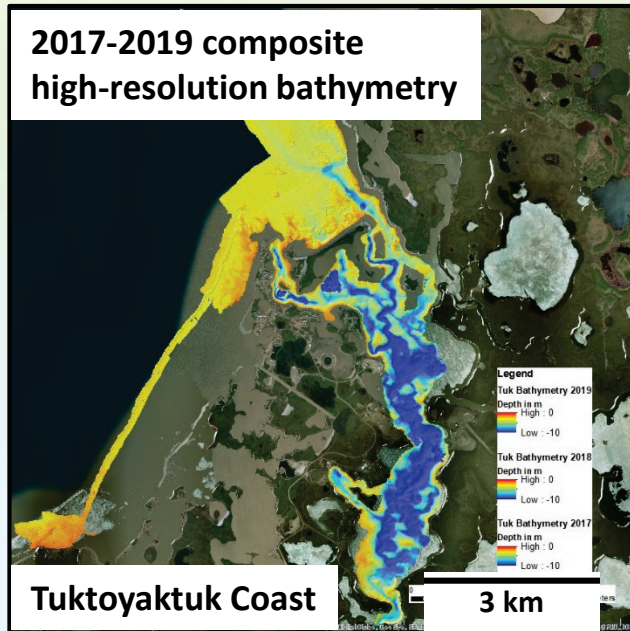 2017-2019 composite
high-resolution bathymetry
Legend
Tuk Bathymetry 2019
Depth in m
High : 0
Low : -10
Tuk Bathymetry 2018
Depth in m
High : 0
Low : -10
Tuk Bathymetry 2017
Depth in m
High : 0
Low : -10
Tuktoyaktuk Coast
3 km